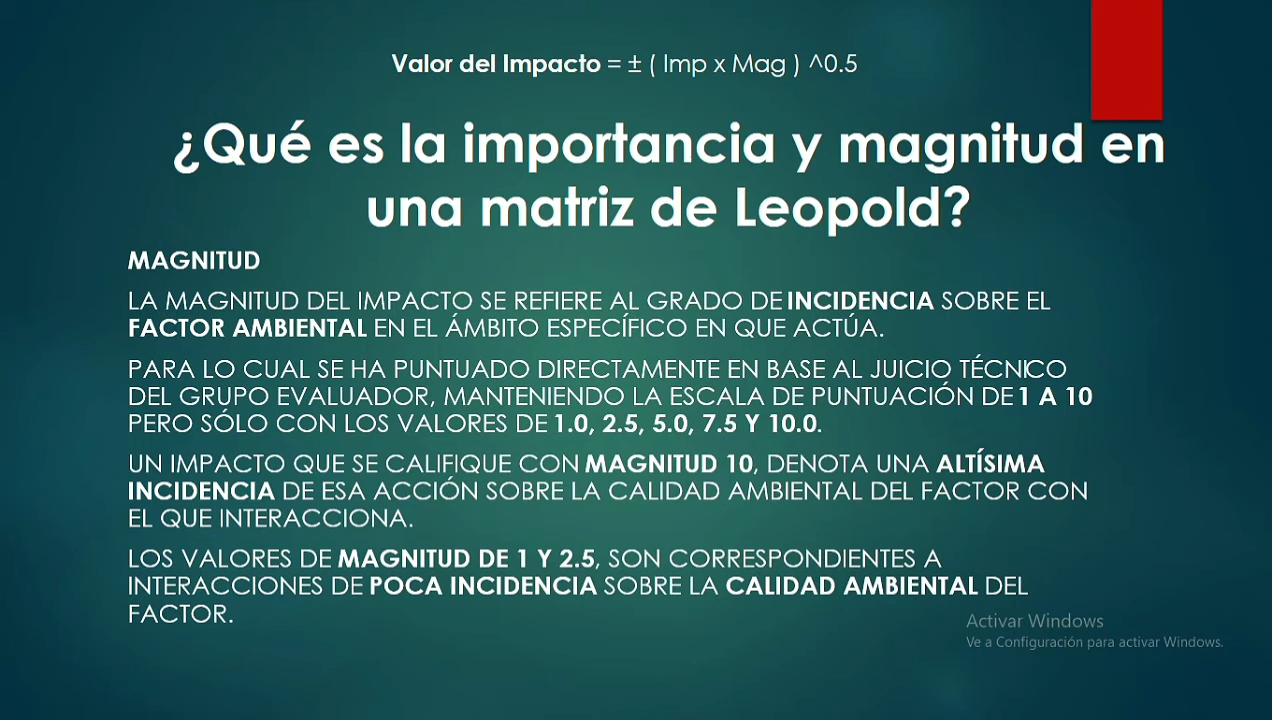 Valor del Impacto = ± ( Imp x Mag ) ^0.5
¿Qué es la importancia y magnitud en
una matriz de Leopold?
MAGNITUD
LA MAGNITUD DEL IMPACTO SE REFIERE AL GRADO DE INCIDENCIA SOBRE EL
FACTOR AMBIENTAL EN EL ÁMBITO ESPECÍFICO EN QUE ACTÚA.
PARA LO CUAL SE HA PUNTUADO DIRECTAMENTE EN BASE AL JUICIO TÉCNICO
DEL GRUPO EVALUADOR, MANTENIENDO LA ESCALA DE PUNTUACIÓN DE 1 A 10
PERO SÓLO CON LOS VALORES DE 1.0, 2.5, 5.0, 7.5 Y 10.0.
UN IMPACTO QUE SE CALIFIQUE CON MAGNITUD 10, DENOTA UNA ALTÍSIMA
INCIDENCIA DE ESA ACCIÓN SOBRE LA CALIDAD AMBIENTAL DEL FACTOR CON
EL QUE INTERACCIONA.
LOS VALORES DE MAGNITUD DE 1 Y 2.5, SON CORRESPONDIENTES A
INTERACCIONES DE POCA INCIDENCIA SOBRE LA CALIDAD AMBIENTAL DEL
FACTOR.
Activar Windows
Ve a Configuración para activar Windows.